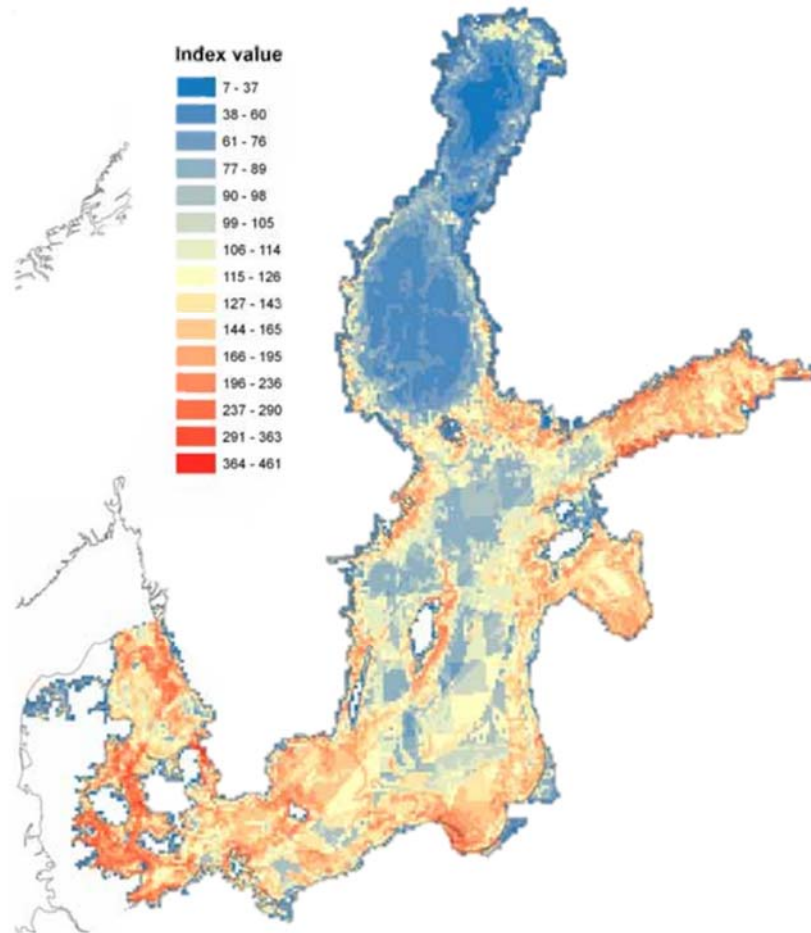 Index value
7 - 37
38 - 60
61 - 76
77 - 89
90 - 98
99 - 105
106 - 114
115 - 126
127 - 143
144 - 165
166 - 195
196 - 236
237 - 290
291 - 363
364 - 461